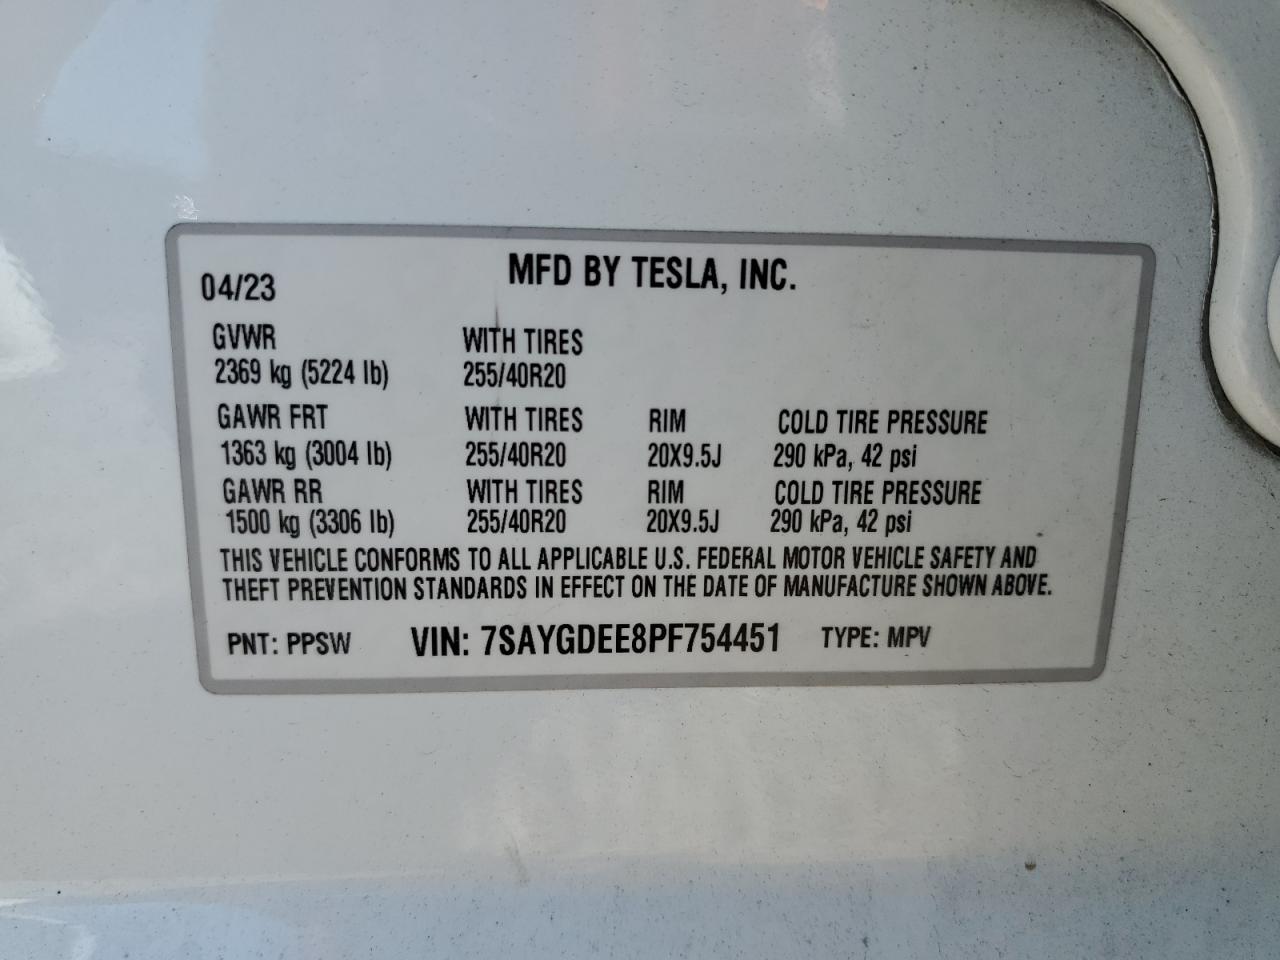 MFD BY TESLA, INC.
04/23
GVWR WITH TIRES
2369 kg (5224 lb) 255/40R20
GAWR FRT WITH TIRES RIM COLD TIRE PRESSURE
1363 kg (3004 lb) 255/40R20 20X9.5J 290 kPa, 42 psi
GAWR RR WITH TIRES RIM COLD TIRE PRESSURE
1500 kg (3306 lb) 255/40R20 20X9.5J 290 kPa, 42 psi
THIS VEHICLE CONFORMS TO ALL APPLICABLE U.S. FEDERAL MOTOR VEHICLE SAFETY AND
THEFT PREVENTION STANDARDS IN EFFECT ON THE DATE OF MANUFACTURE SHOWN ABOVE.
PNT: PPSW VIN: 7SAYGDEE8PF754451 TYPE: MPV